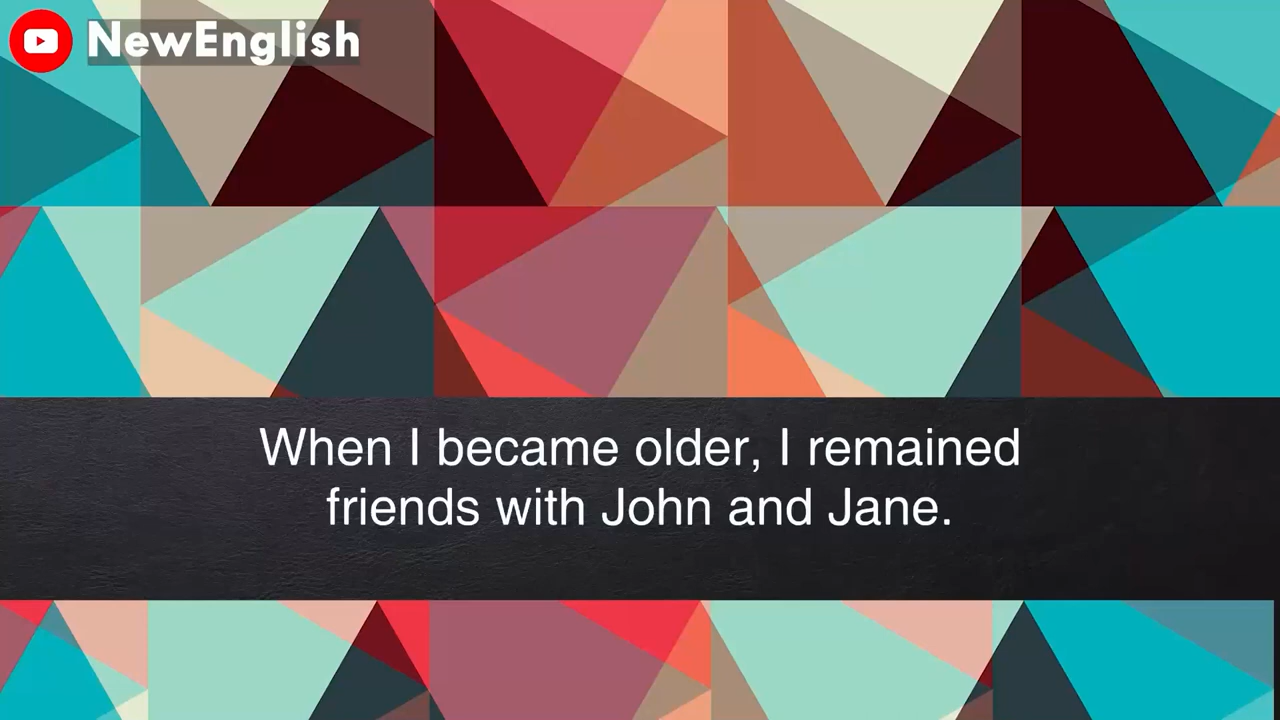 NewEnglish
When I became older, I remained
friends with John and Jane.